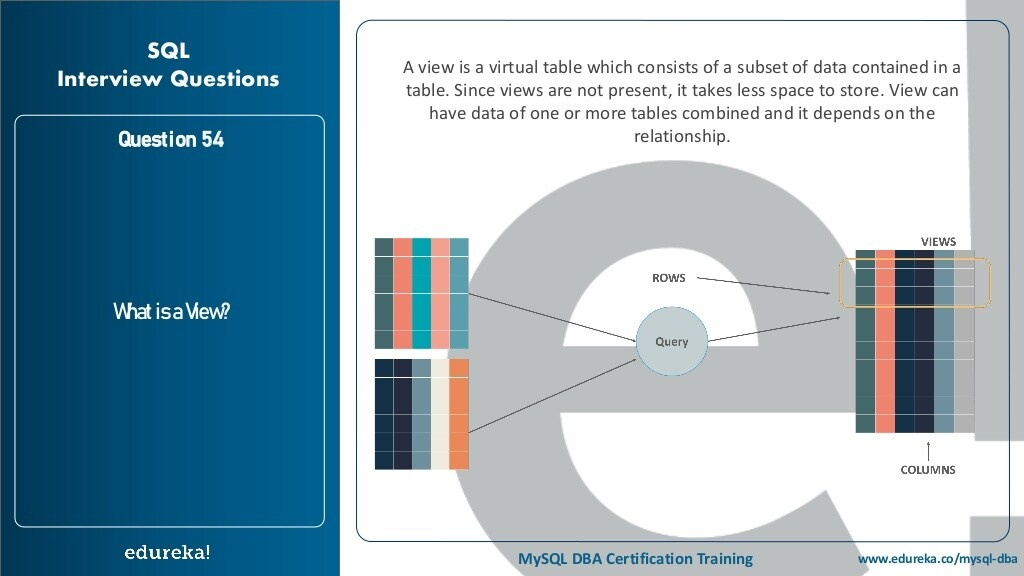 SQL
Interview Questions
Question 54
What is a View?
edureka!
A view is a virtual table which consists of a subset of data contained in a
table. Since views are not present, it takes less space to store. View can
have data of one or more tables combined and it depends on the
relationship.
VIEWS
ROWS
Query
COLUMNS
MySQL DBA Certification Training
www.edureka.co/mysql-dba